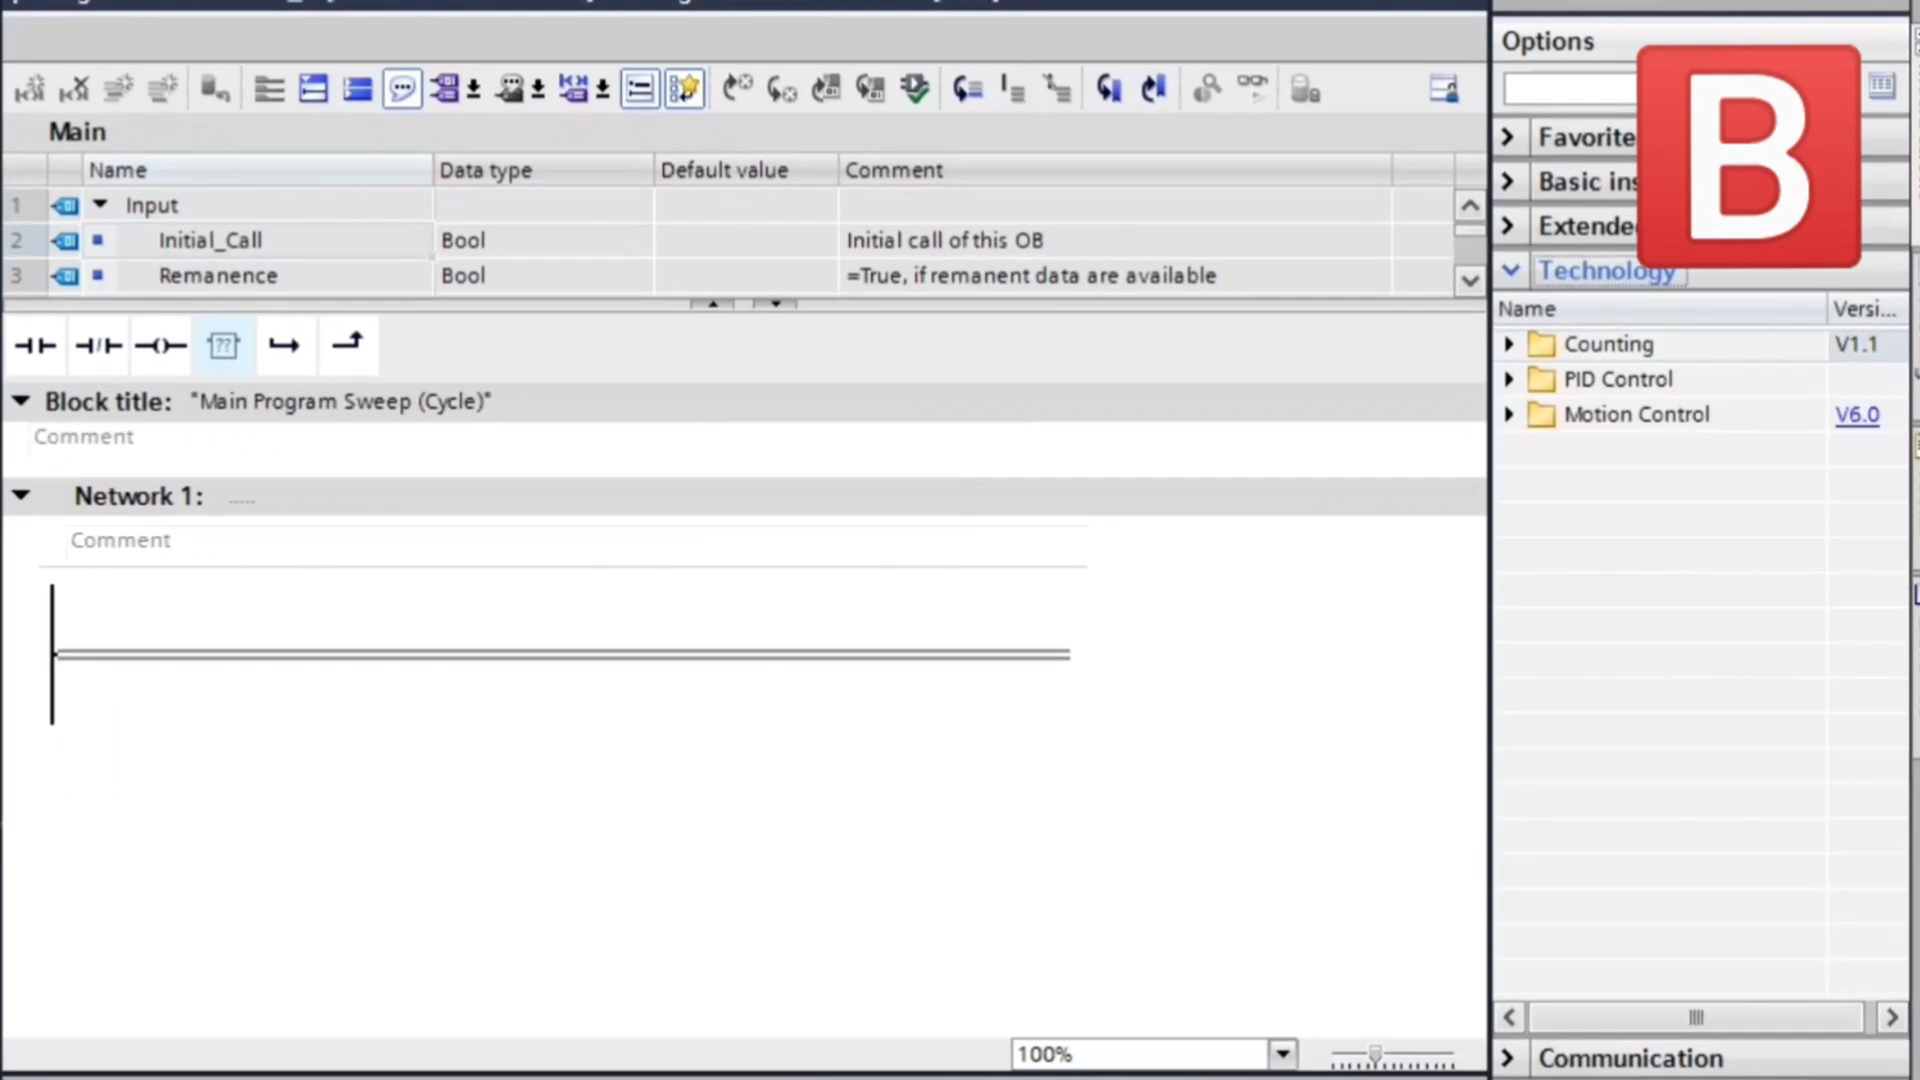 Options
B
Main
Name Data type Default value Comment
1 Input
2 Initial_Call Bool Initial call of this OB
3 Remanence Bool =True, if remanent data are available
??
Block title: "Main Program Sweep (Cycle)"
Comment
Network 1: .....
Comment
100%
Favorite
Basic ins
Extende
Technology
Name Versi...
Counting V1.1
PID Control
Motion Control V6.0
Communication